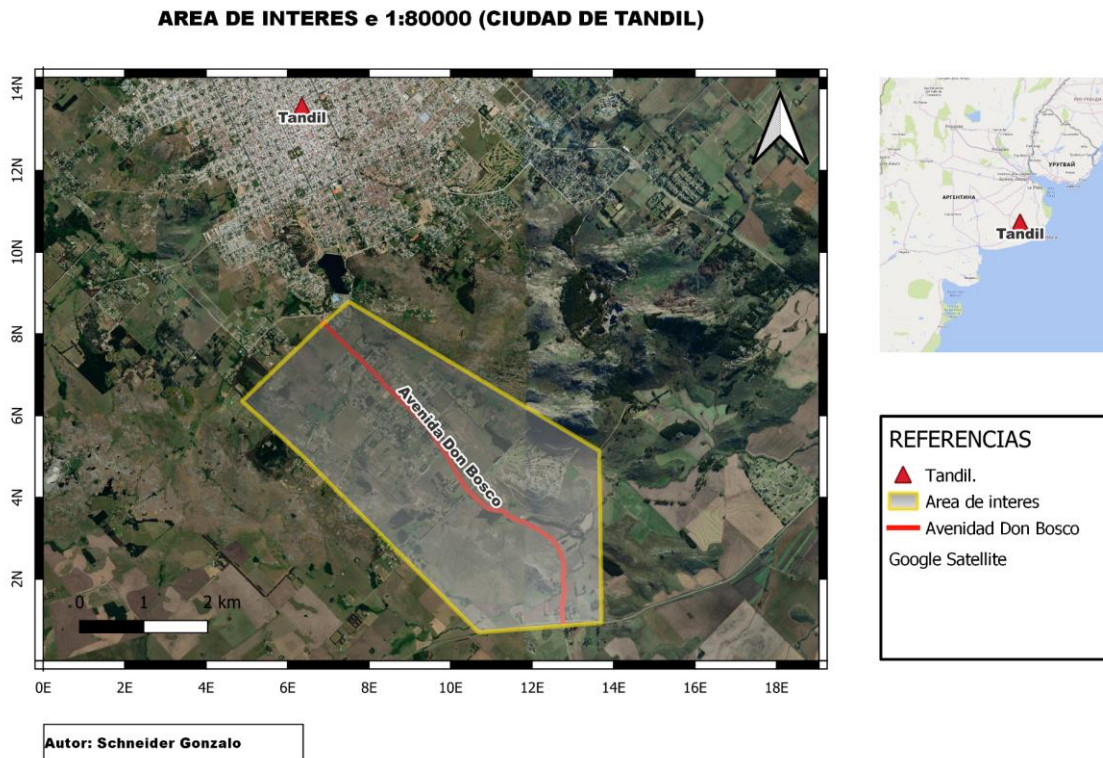 AREA DE INTERES e 1:80000 (CIUDAD DE TANDIL)
14N
12N
10N
8N
6N
4N
2N
Tandil
Avenida Don Bosco
0 1 2 km
0E 2E 4E 6E 8E 10E 12E 14E 16E 18E
УРУГВАЙ
АРГЕНТИНА
Tandil
REFERENCIAS
Tandil.
Area de interes
Avenidad Don Bosco
Google Satellite
Autor: Schneider Gonzalo